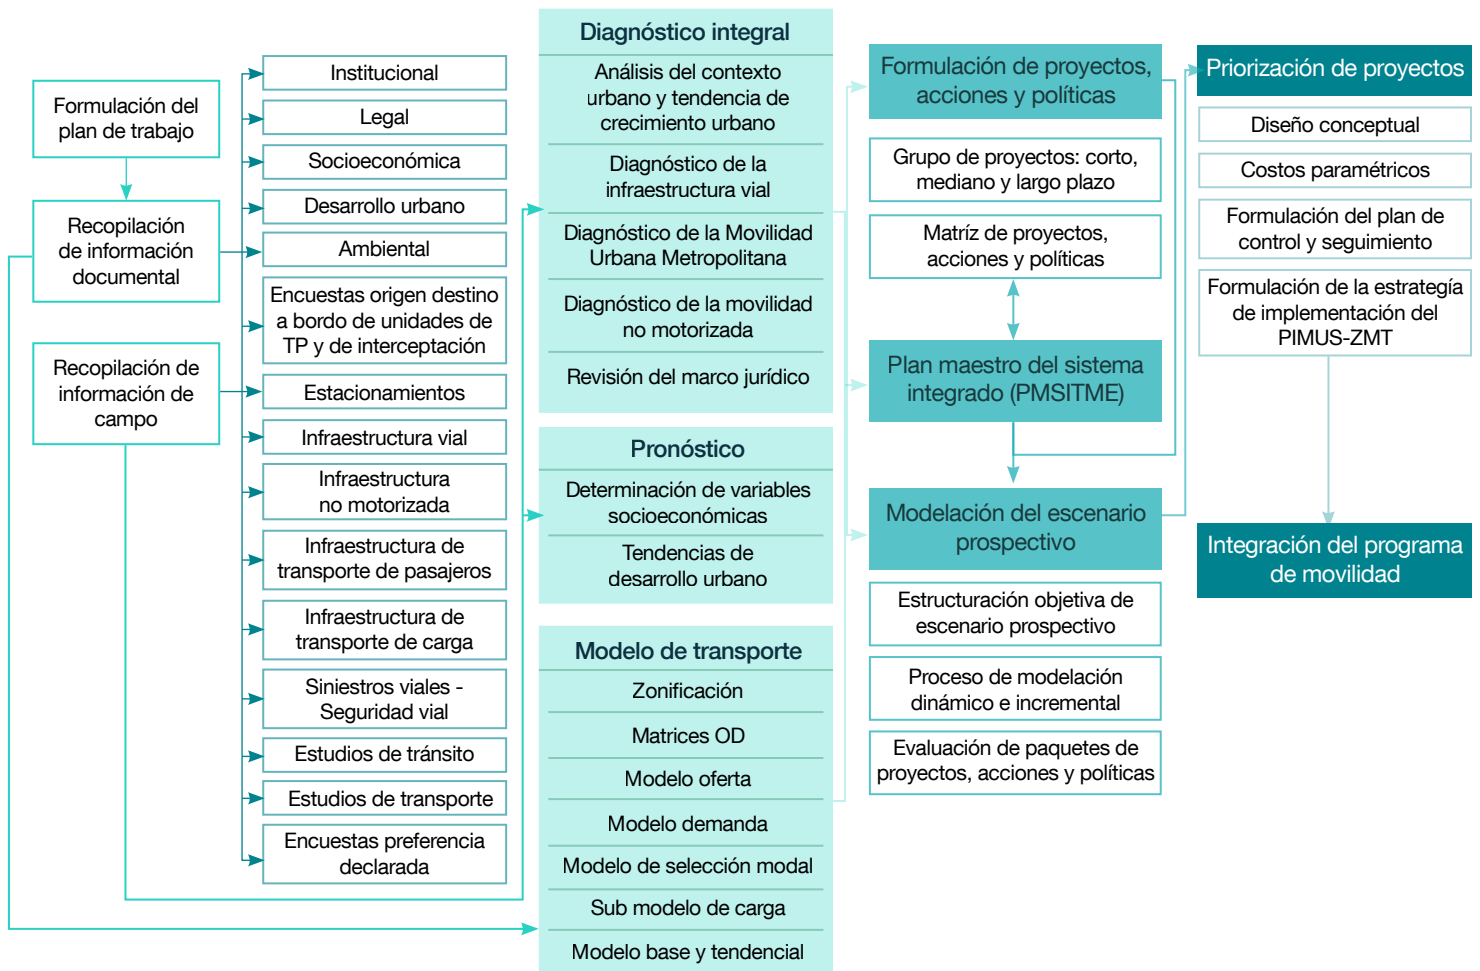 Formulación del
plan de trabajo
Recopilación
de información
documental
Recopilación de
información de
campo
Institucional
Legal
Socioeconómica
Desarrollo urbano
Ambiental
Encuestas origen destino
a bordo de unidades de
TP y de interceptación
Estacionamientos
Infraestructura vial
Infraestructura
no motorizada
Infraestructura de
transporte de pasajeros
Infraestructura de
transporte de carga
Siniestros viales -
Seguridad vial
Estudios de tránsito
Estudios de transporte
Encuestas preferencia
declarada
Diagnóstico integral
Análisis del contexto
urbano y tendencia de
crecimiento urbano
Diagnóstico de la
infraestructura vial
Diagnóstico de la Movilidad
Urbana Metropolitana
Diagnóstico de la movilidad
no motorizada
Revisión del marco jurídico
Pronóstico
Determinación de variables
socioeconómicas
Tendencias de
desarrollo urbano
Modelo de transporte
Zonificación
Matrices OD
Modelo oferta
Modelo demanda
Modelo de selección modal
Sub modelo de carga
Modelo base y tendencial
Formulación de proyectos,
acciones y políticas
Grupo de proyectos: corto,
mediano y largo plazo
Matríz de proyectos,
acciones y políticas
Plan maestro del sistema
integrado (PMSITME)
Modelación del escenario
prospectivo
Estructuración objetiva de
escenario prospectivo
Proceso de modelación
dinámico e incremental
Evaluación de paquetes de
proyectos, acciones y políticas
Priorización de proyectos
Diseño conceptual
Costos paramétricos
Formulación del plan de
control y seguimiento
Formulación de la estrategía
de implementación del
PIMUS-ZMT
Integración del programa
de movilidad